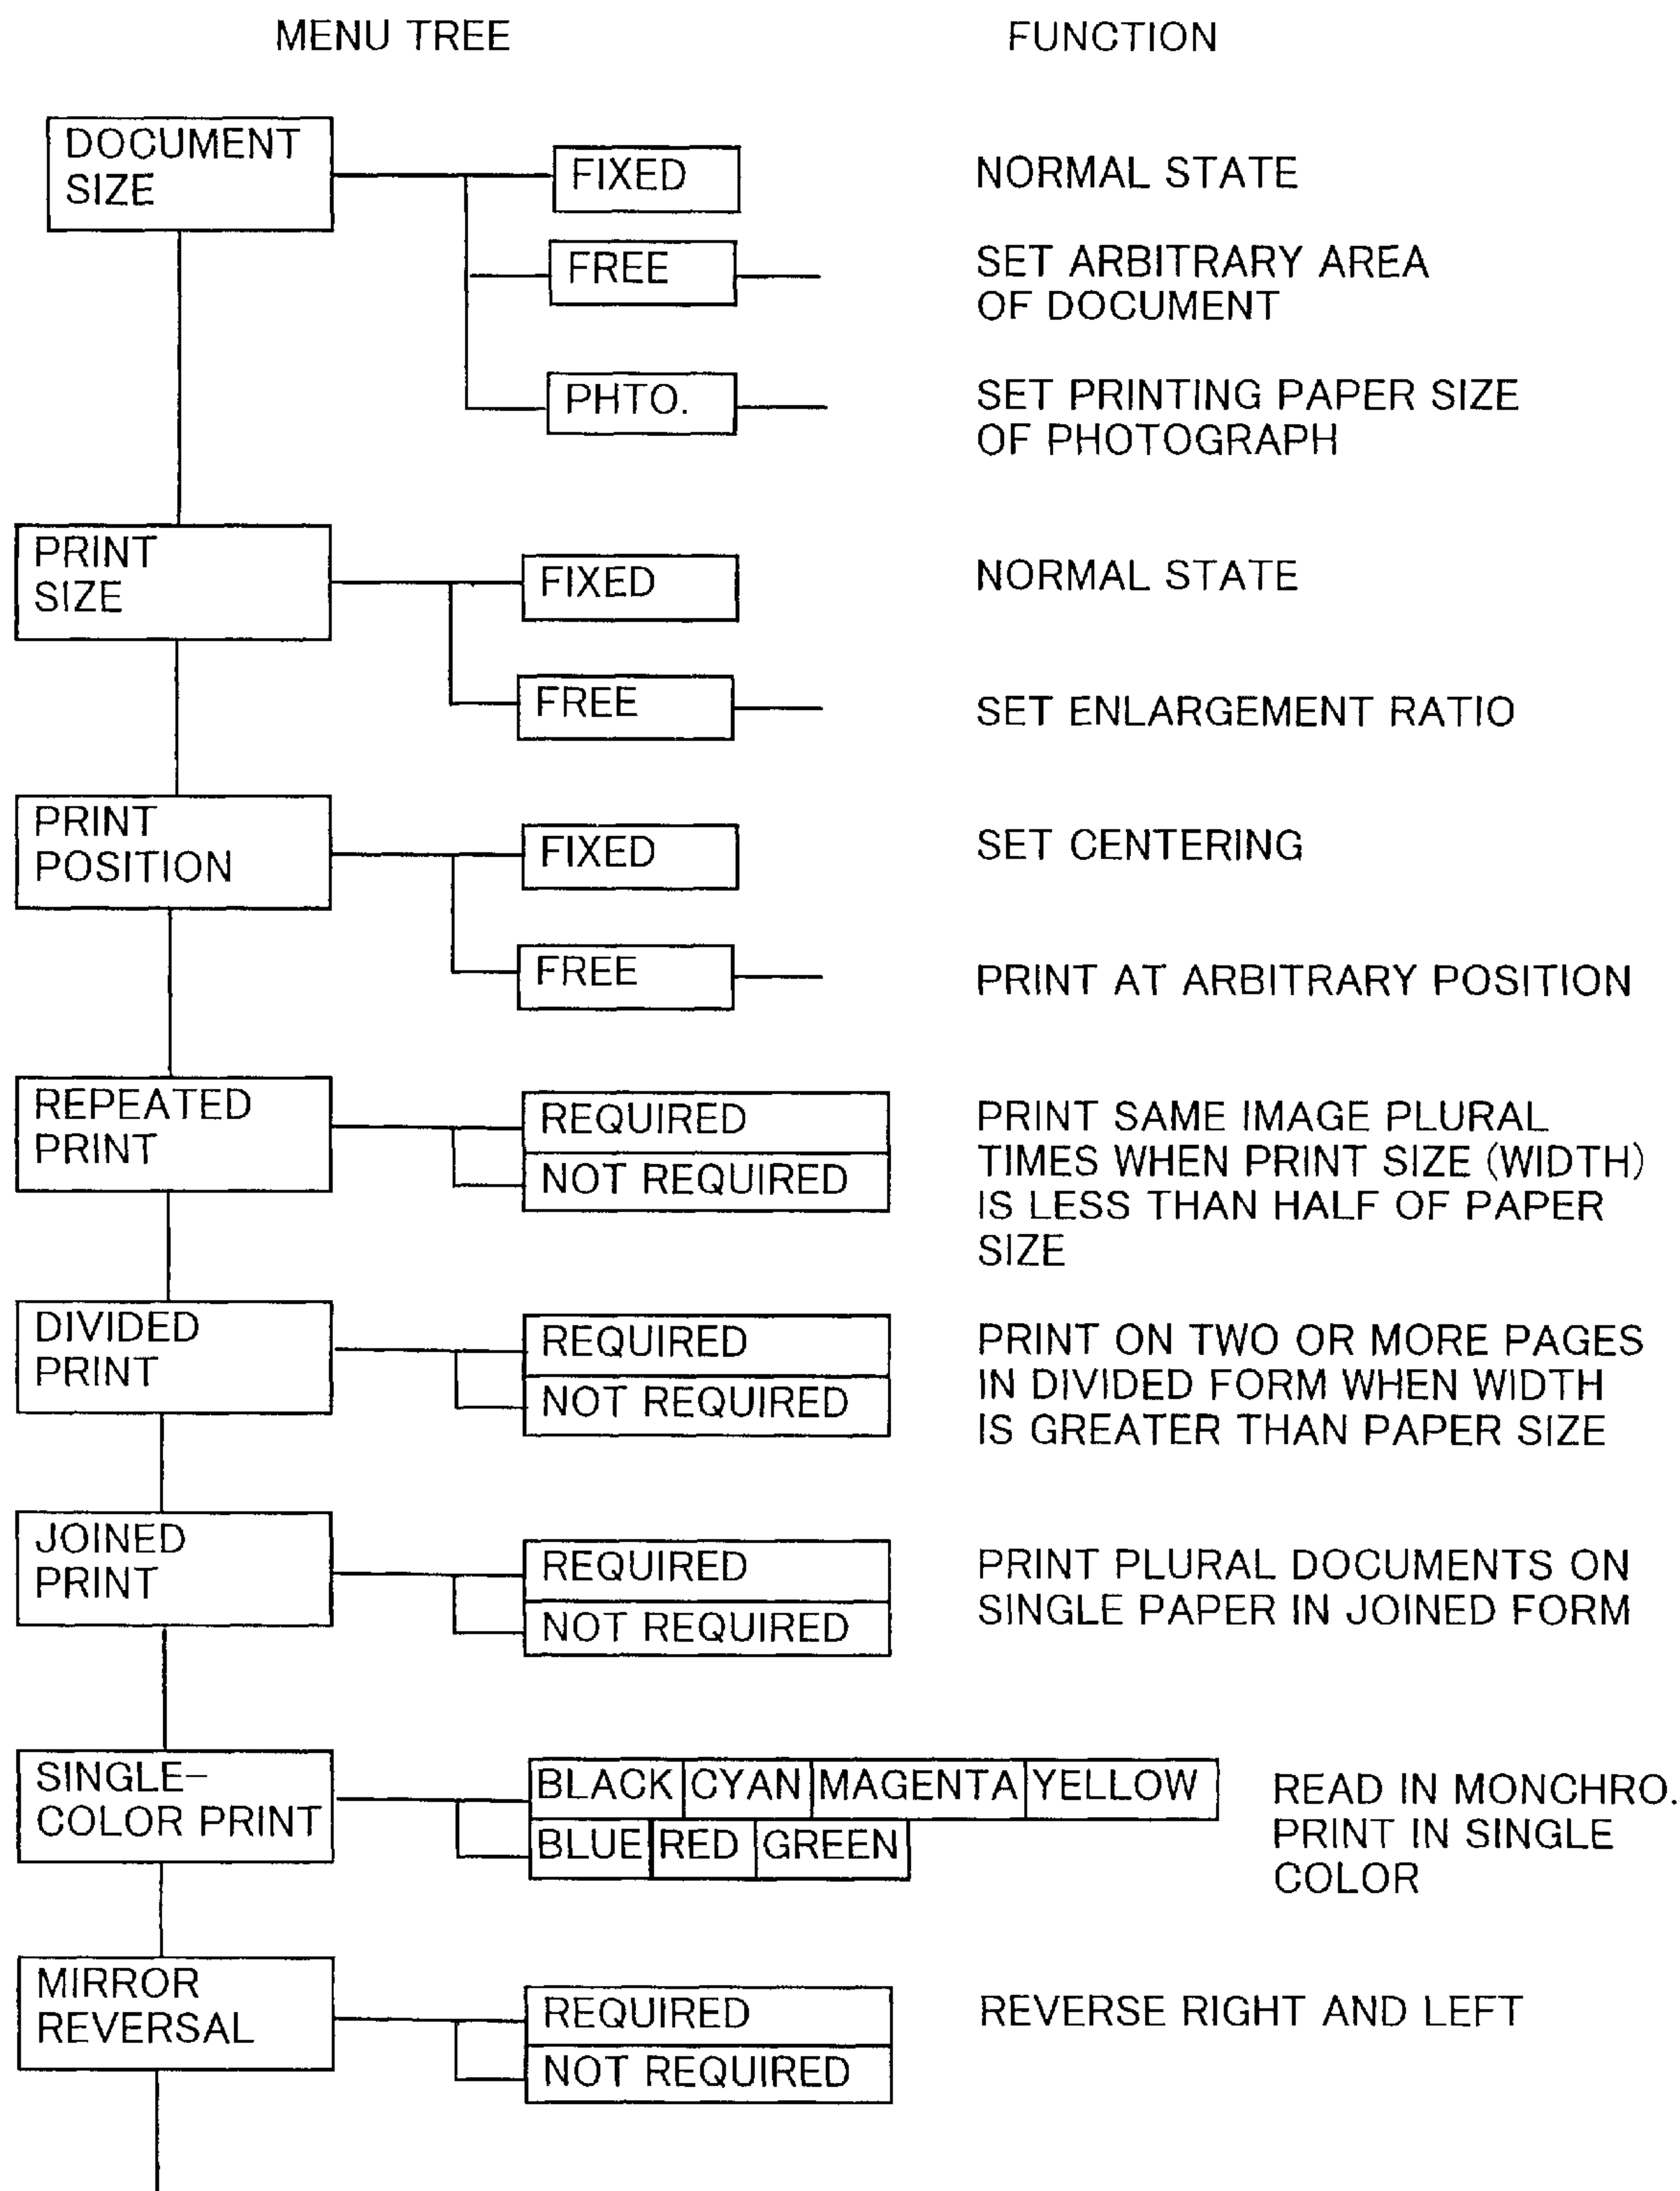 MENU TREE FUNCTION
DOCUMENT
SIZE
FIXED
NORMAL STATE
FREE
SET ARBITRARY AREA
OF DOCUMENT
PHTO.
SET PRINTING PAPER SIZE
OF PHOTOGRAPH
PRINT
SIZE
FIXED
NORMAL STATE
FREE
SET ENLARGEMENT RATIO
PRINT
POSITION
FIXED
SET CENTERING
FREE
PRINT AT ARBITRARY POSITION
REPEATED
PRINT
REQUIRED
NOT REQUIRED
PRINT SAME IMAGE PLURAL
TIMES WHEN PRINT SIZE (WIDTH)
IS LESS THAN HALF OF PAPER
SIZE
DIVIDED
PRINT
REQUIRED
NOT REQUIRED
PRINT ON TWO OR MORE PAGES
IN DIVIDED FORM WHEN WIDTH
IS GREATER THAN PAPER SIZE
JOINED
PRINT
REQUIRED
NOT REQUIRED
PRINT PLURAL DOCUMENTS ON
SINGLE PAPER IN JOINED FORM
SINGLE-
COLOR PRINT
BLACK CYAN MAGENTA YELLOW
BLUE RED GREEN
READ IN MONCHRO.
PRINT IN SINGLE
COLOR
MIRROR
REVERSAL
REQUIRED
NOT REQUIRED
REVERSE RIGHT AND LEFT